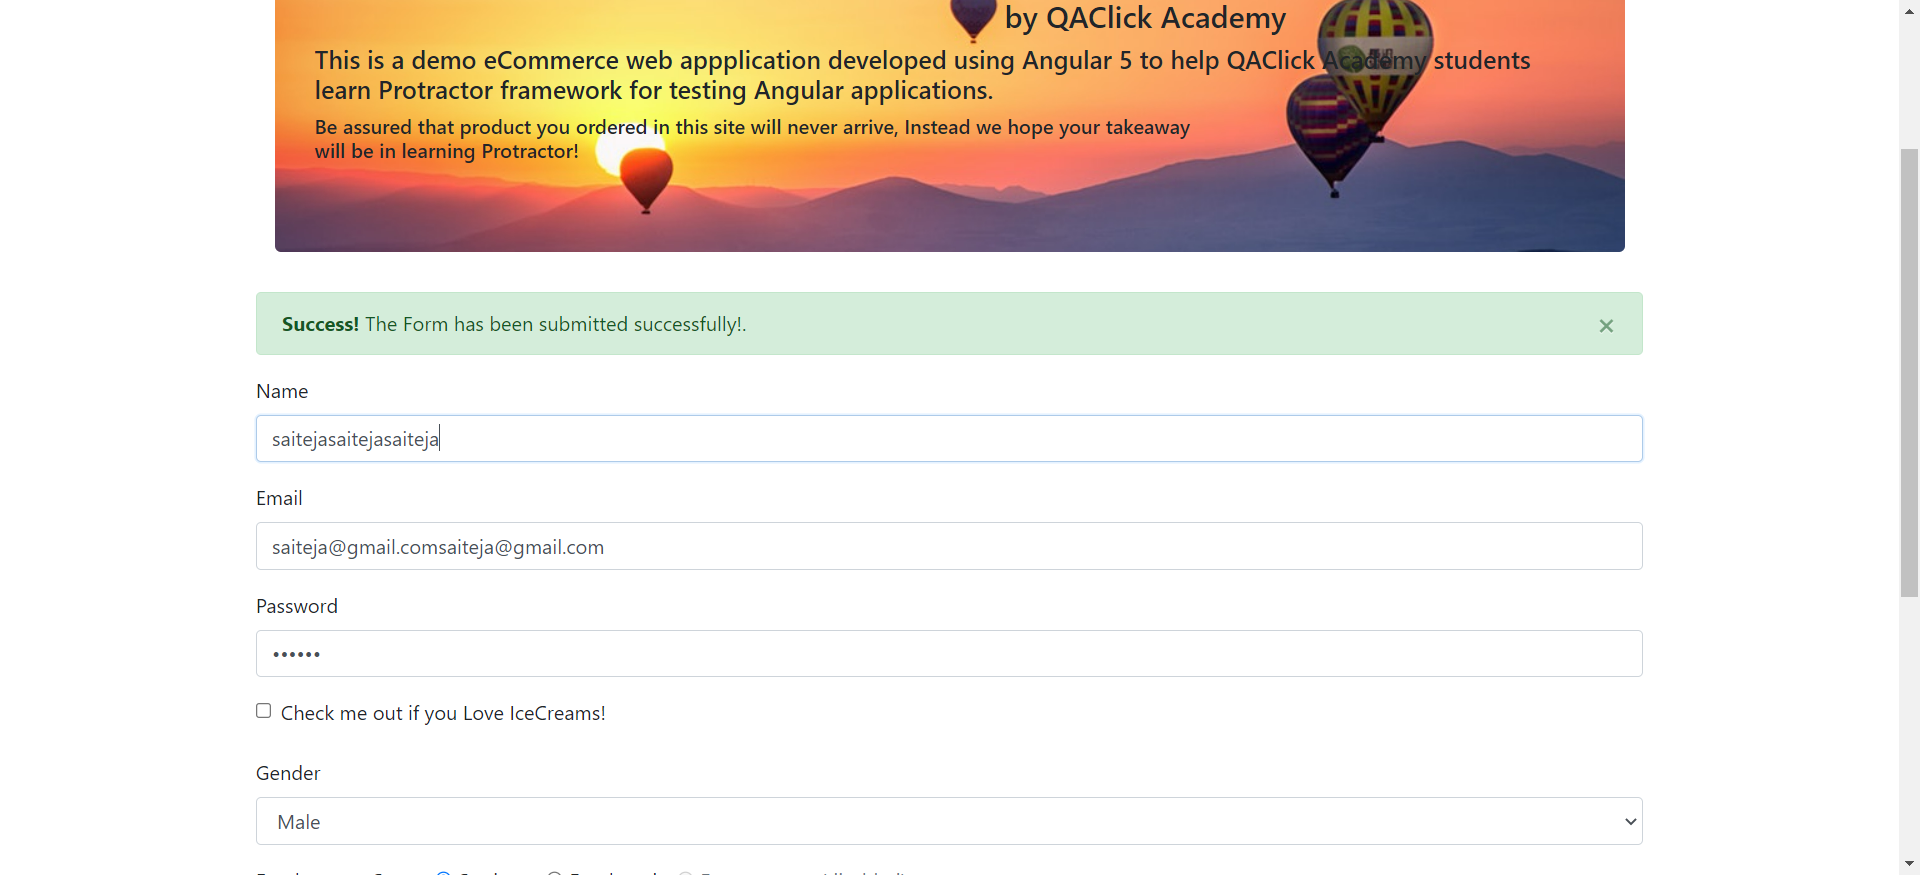 by QAClick Academy
This is a demo eCommerce web appplication developed using Angular 5 to help QAClick Academy students
learn Protractor framework for testing Angular applications.
Be assured that product you ordered in this site will never arrive, Instead we hope your takeaway
will be in learning Protractor!
Success! The Form has been submitted successfully!.
×
Name
saitejasaitejasaiteja
Email
saiteja@gmail.comsaiteja@gmail.com
Password
••••••
Check me out if you Love IceCreams!
Gender
Male